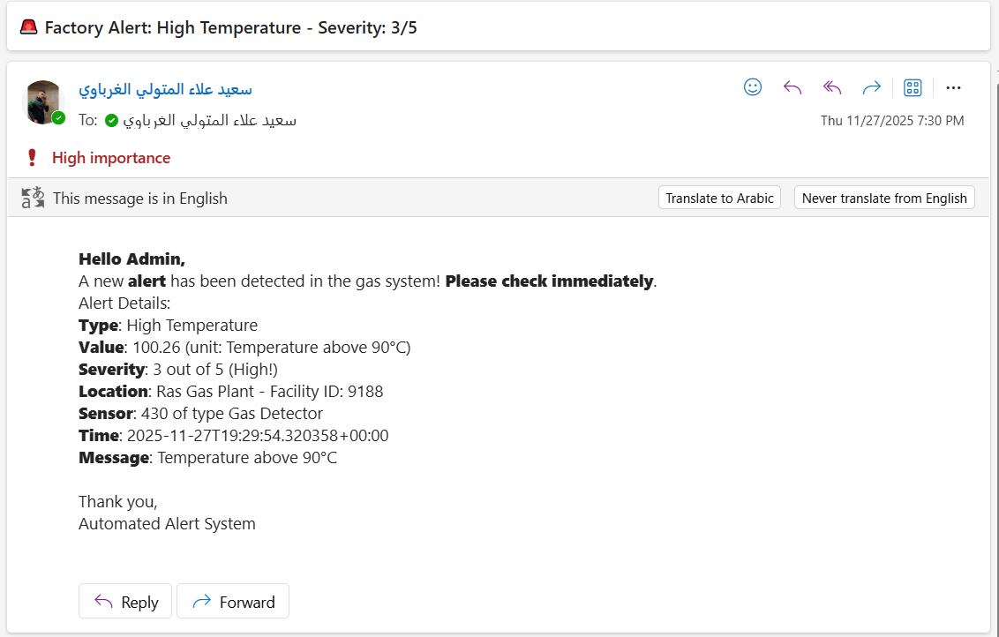 🚨 Factory Alert: High Temperature - Severity: 3/5
سعيد علاء المتولي الغرباوي
To: سعيد علاء المتولي الغرباوي
Thu 11/27/2025 7:30 PM
High importance
This message is in English
Translate to Arabic
Never translate from English
Hello Admin,
A new alert has been detected in the gas system! Please check immediately.
Alert Details:
Type: High Temperature
Value: 100.26 (unit: Temperature above 90°C)
Severity: 3 out of 5 (High!)
Location: Ras Gas Plant - Facility ID: 9188
Sensor: 430 of type Gas Detector
Time: 2025-11-27T19:29:54.320358+00:00
Message: Temperature above 90°C
Thank you,
Automated Alert System
Reply
Forward